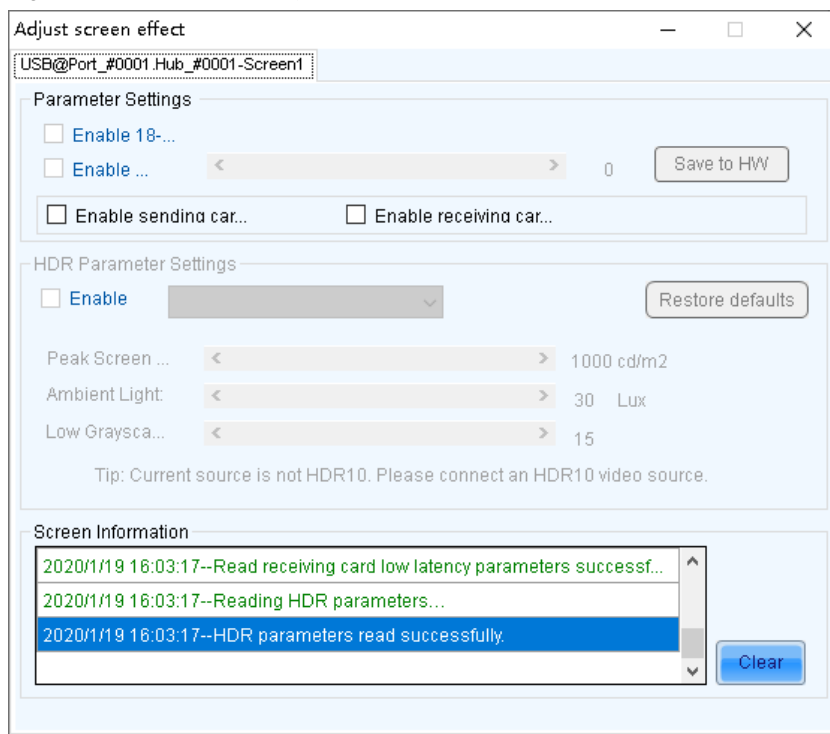 Adjust screen effect
USB@Port_#0001.Hub_#0001-Screen1
Parameter Settings
Enable 18-...
Enable ... 0 Save to HW
Enable sending car... Enable receiving car...
HDR Parameter Settings
Enable Restore defaults
Peak Screen ... 1000 cd/m2
Ambient Light: 30 Lux
Low Graysca... 15
Tip: Current source is not HDR10. Please connect an HDR10 video source.
Screen Information
2020/1/19 16:03:17--Read receiving card low latency parameters successf...
2020/1/19 16:03:17--Reading HDR parameters...
2020/1/19 16:03:17--HDR parameters read successfully.
Clear